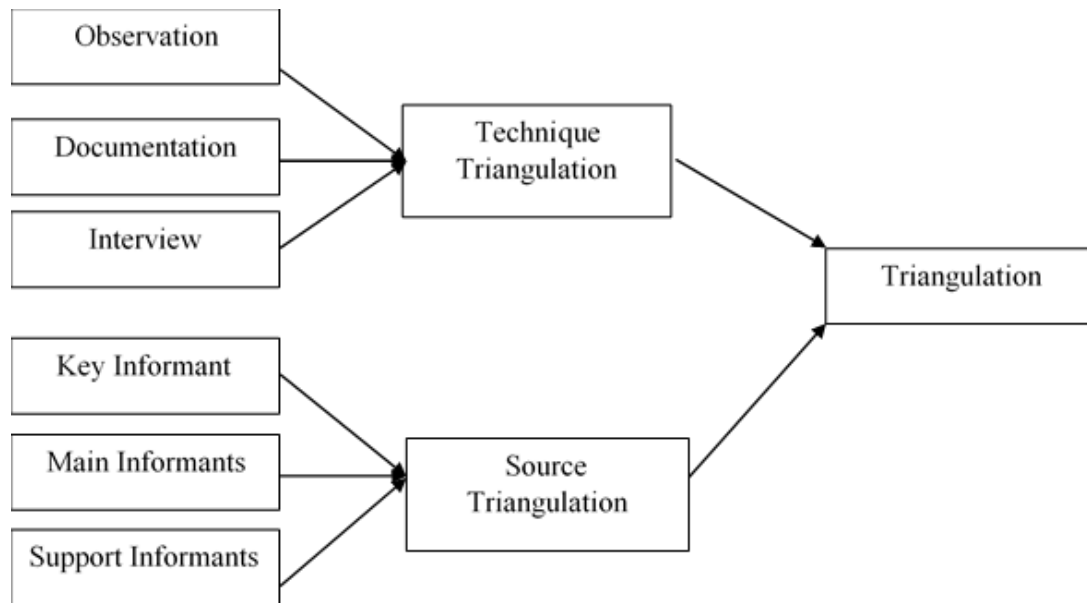 Observation
Documentation
Interview
Technique
Triangulation
Key Informant
Main Informants
Support Informants
Source
Triangulation
Triangulation